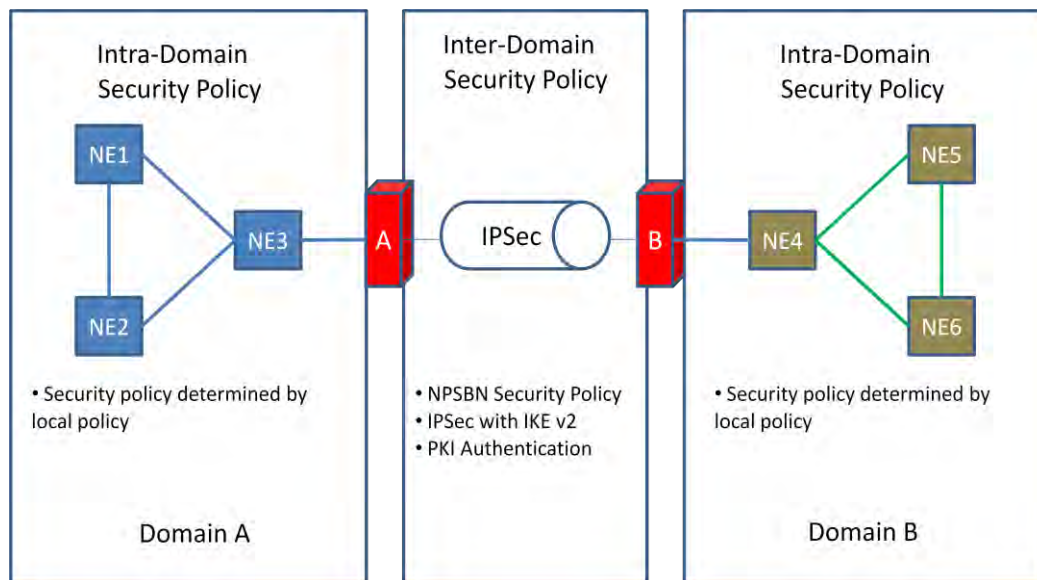 Intra-Domain
Security Policy
NE1
NE3
NE2
• Security policy determined by
local policy
Domain A
A
Inter-Domain
Security Policy
IPSec
• NPSBN Security Policy
• IPSec with IKE v2
• PKI Authentication
B
Intra-Domain
Security Policy
NE5
NE4
NE6
• Security policy determined by
local policy
Domain B